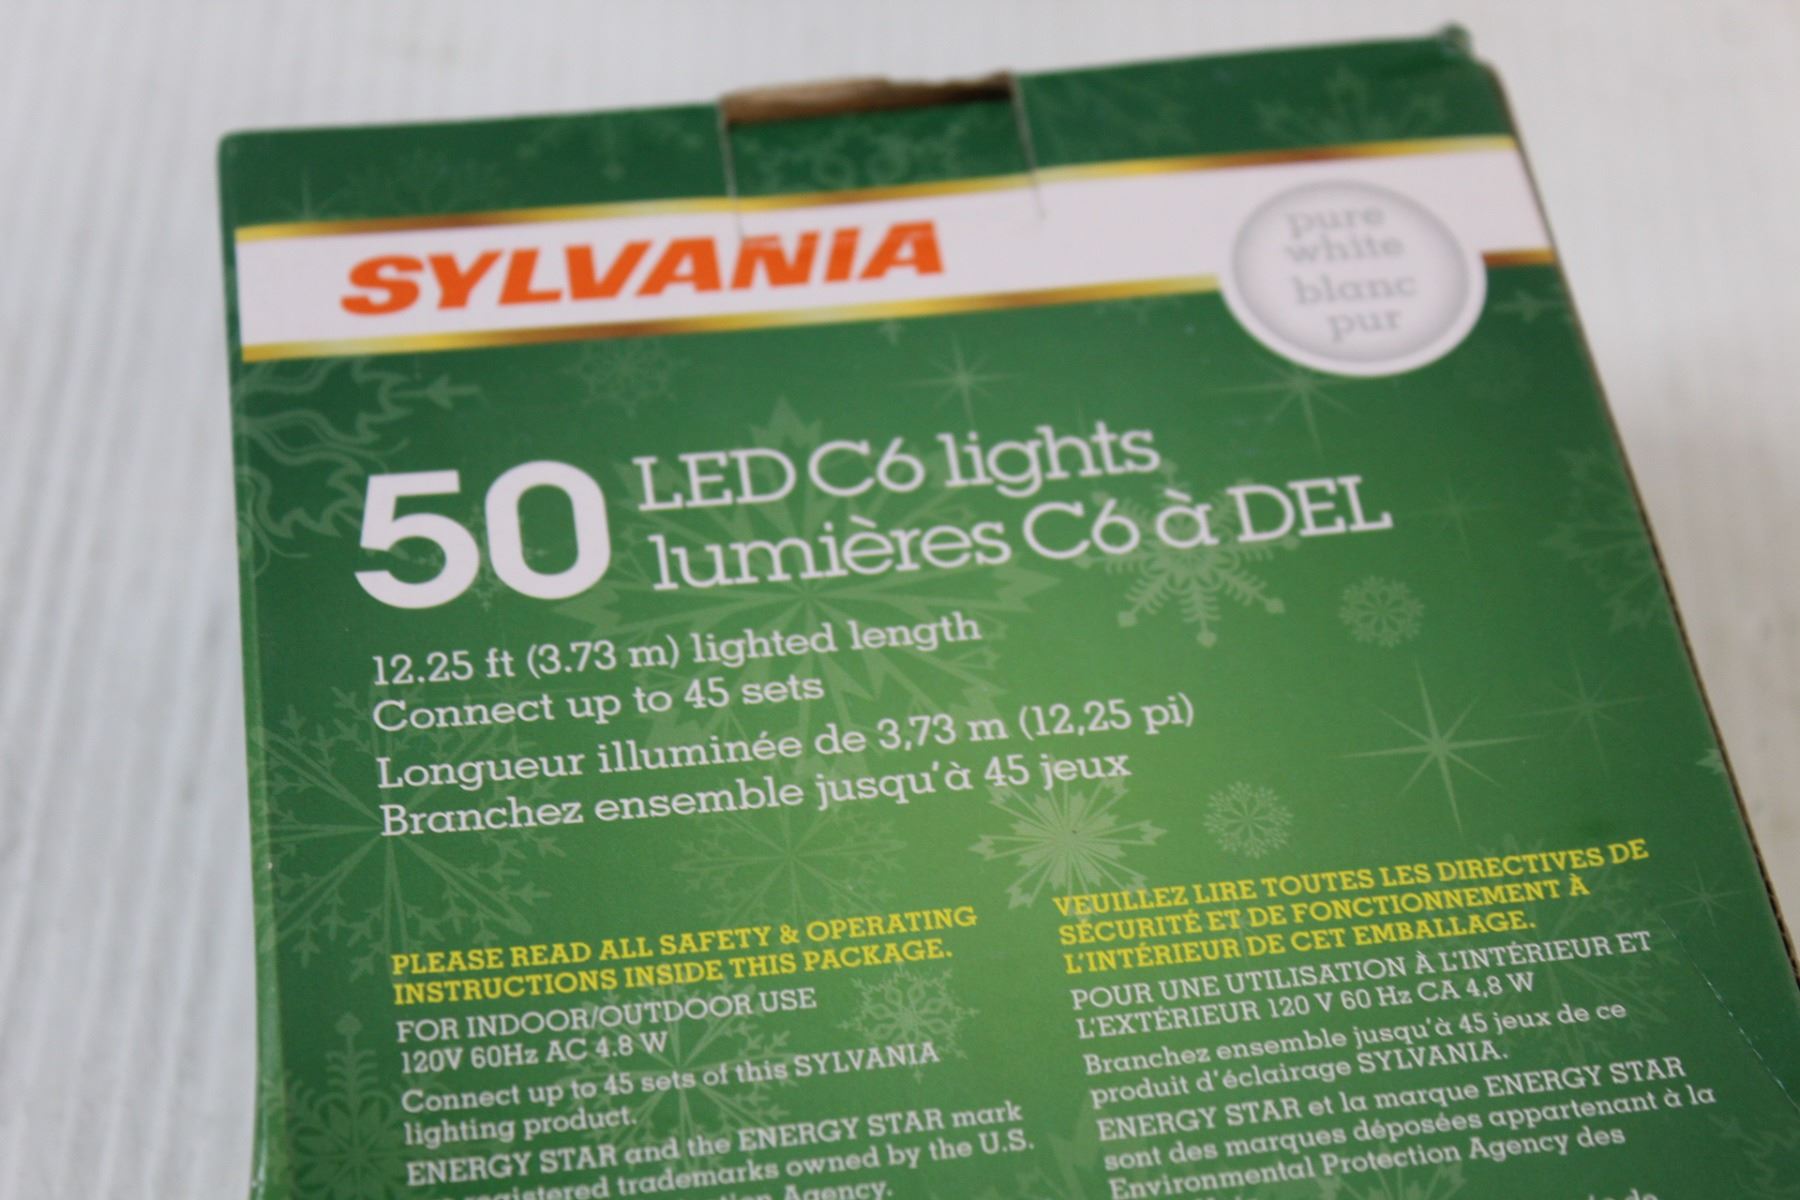 SYLVANIA
pure
white
blanc
pur
50
LED C6 lights
lumières C6 à DEL
12.25 ft (3.73 m) lighted length
Connect up to 45 sets
Longueur illuminée de 3,73 m (12,25 pi)
Branchez ensemble jusqu'à 45 jeux
PLEASE READ ALL SAFETY & OPERATING
INSTRUCTIONS INSIDE THIS PACKAGE.
FOR INDOOR/OUTDOOR USE
120V 60Hz AC 4.8 W
Connect up to 45 sets of this SYLVANIA
lighting product.
ENERGY STAR and the ENERGY STAR mark
registered trademarks owned by the U.S.
Agency.
VEUILLEZ LIRE TOUTES LES DIRECTIVES DE
SÉCURITÉ ET DE FONCTIONNEMENT À
L'INTÉRIEUR DE CET EMBALLAGE.
POUR UNE UTILISATION À L'INTÉRIEUR ET
L'EXTÉRIEUR 120 V 60 Hz CA 4,8 W
Branchez ensemble jusqu'à 45 jeux de ce
produit d'éclairage SYLVANIA.
ENERGY STAR et la marque ENERGY STAR
sont des marques déposées appartenant à la
Environmental Protection Agency des